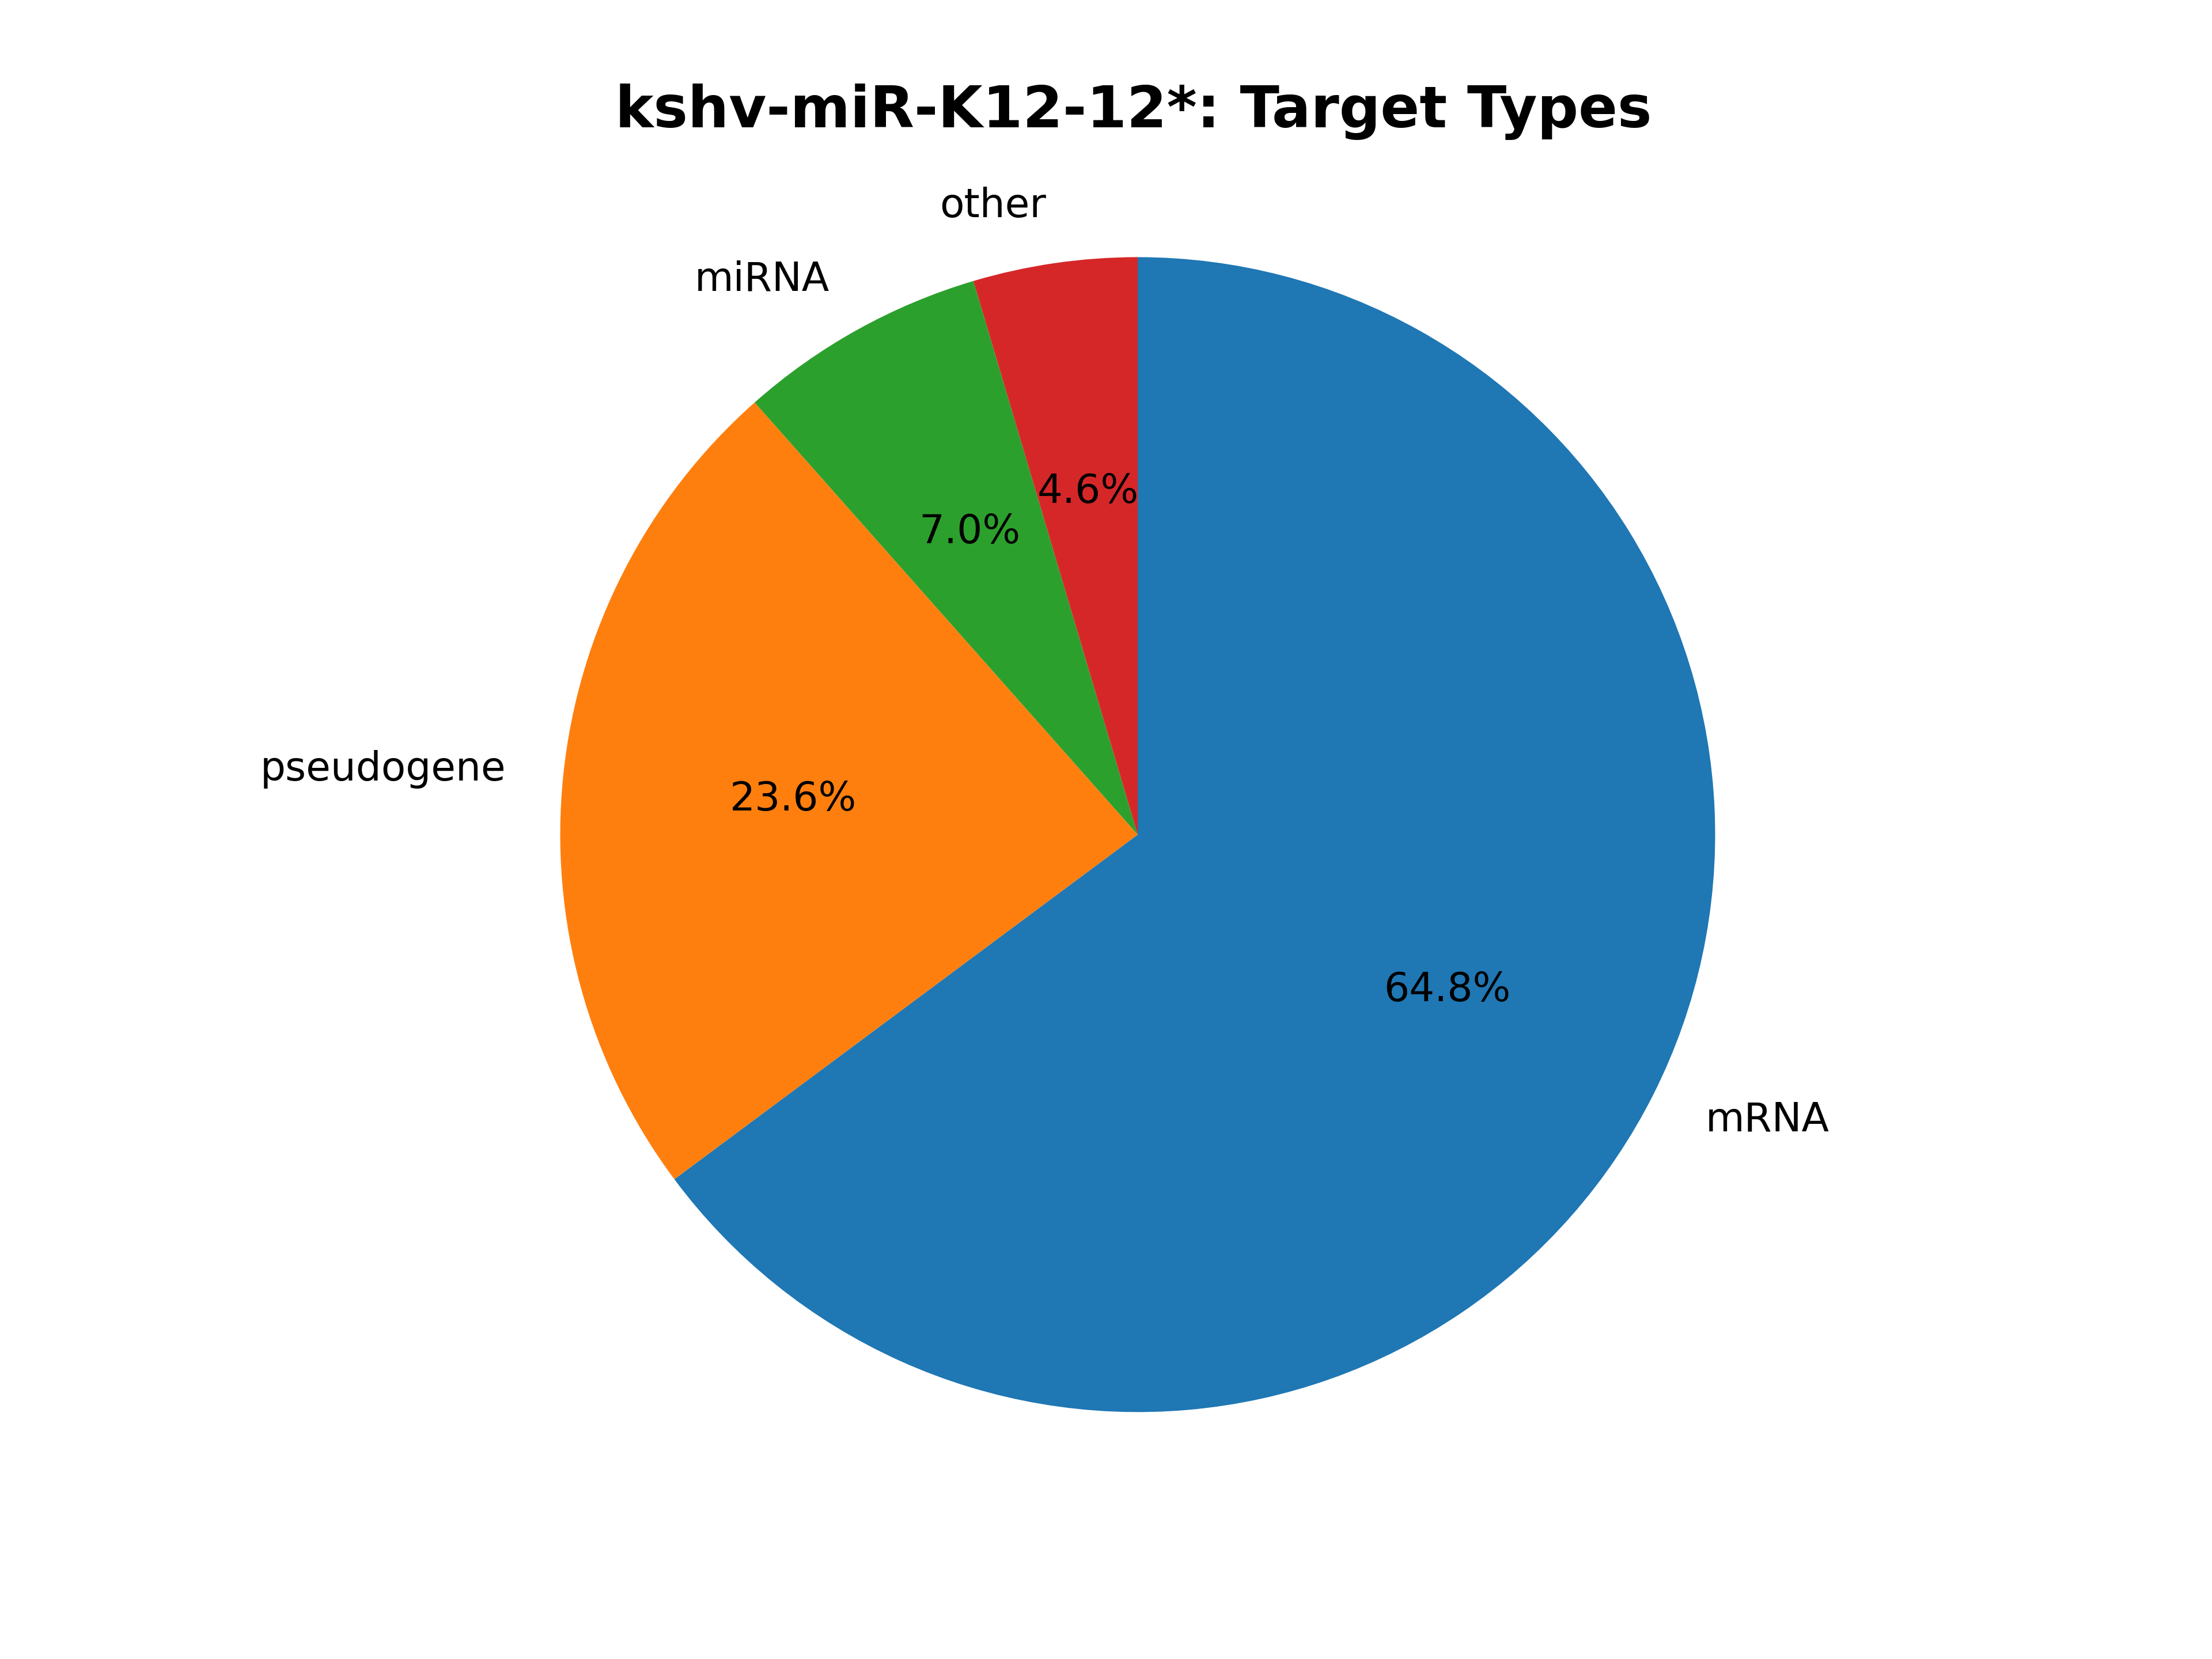 kshv-miR-K12-12*: Target Types
other
miRNA
4.6%
7.0%
pseudogene
23.6%
64.8%
mRNA